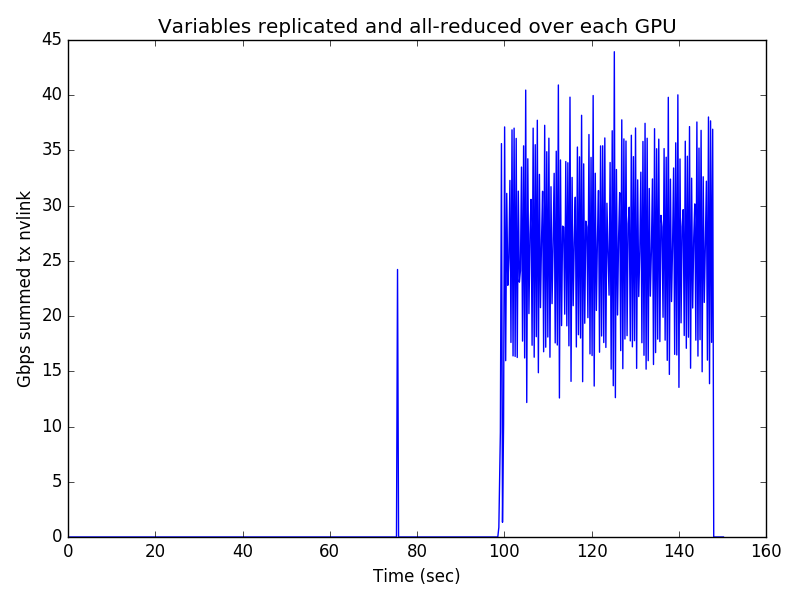 Variables replicated and all-reduced over each GPU
Gbps summed tx nvlink
45
40
35
30
25
20
15
10
5
0
0 20 40 60 80 100 120 140 160
Time (sec)